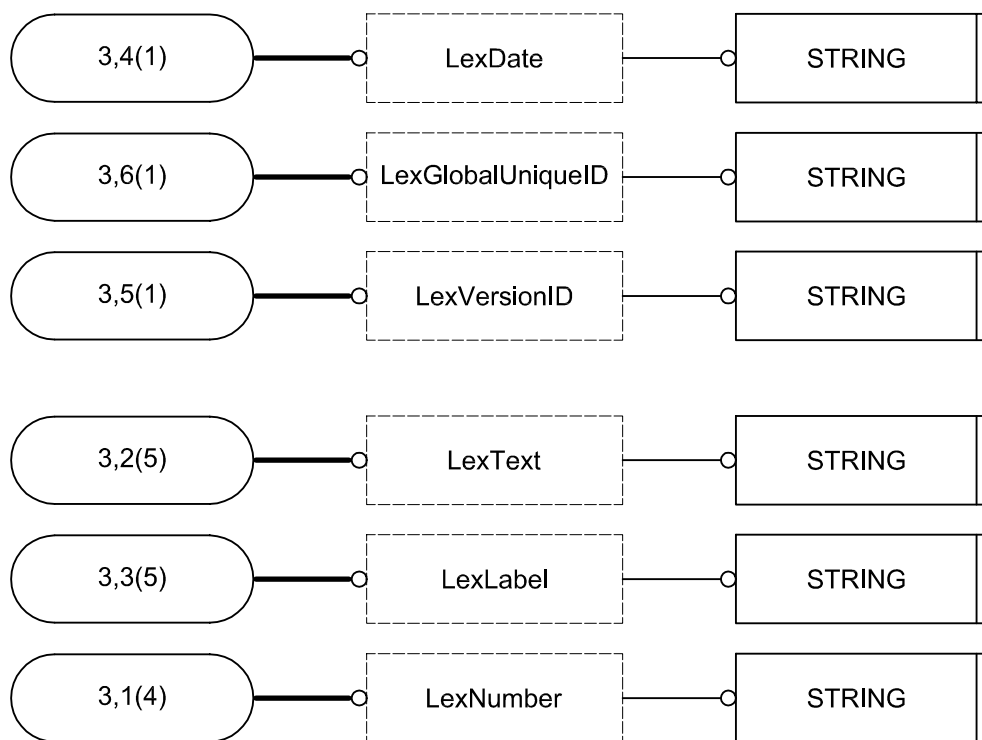 3,4(1) LexDate STRING
3,6(1) LexGlobalUniqueID STRING
3,5(1) LexVersionID STRING
3,2(5) LexText STRING
3,3(5) LexLabel STRING
3,1(4) LexNumber STRING